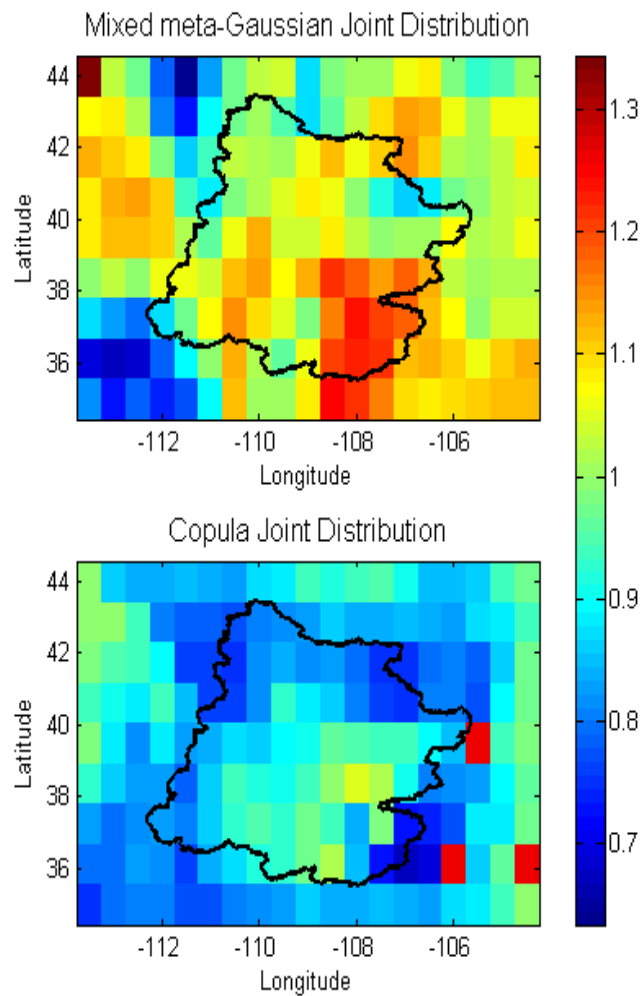 Mixed meta-Gaussian Joint Distribution
44
42
40
38
36
Latitude
-112 -110 -108 -106
Longitude
Copula Joint Distribution
44
42
40
38
36
Latitude
-112 -110 -108 -106
Longitude
1.3
1.2
1.1
1
0.9
0.8
0.7